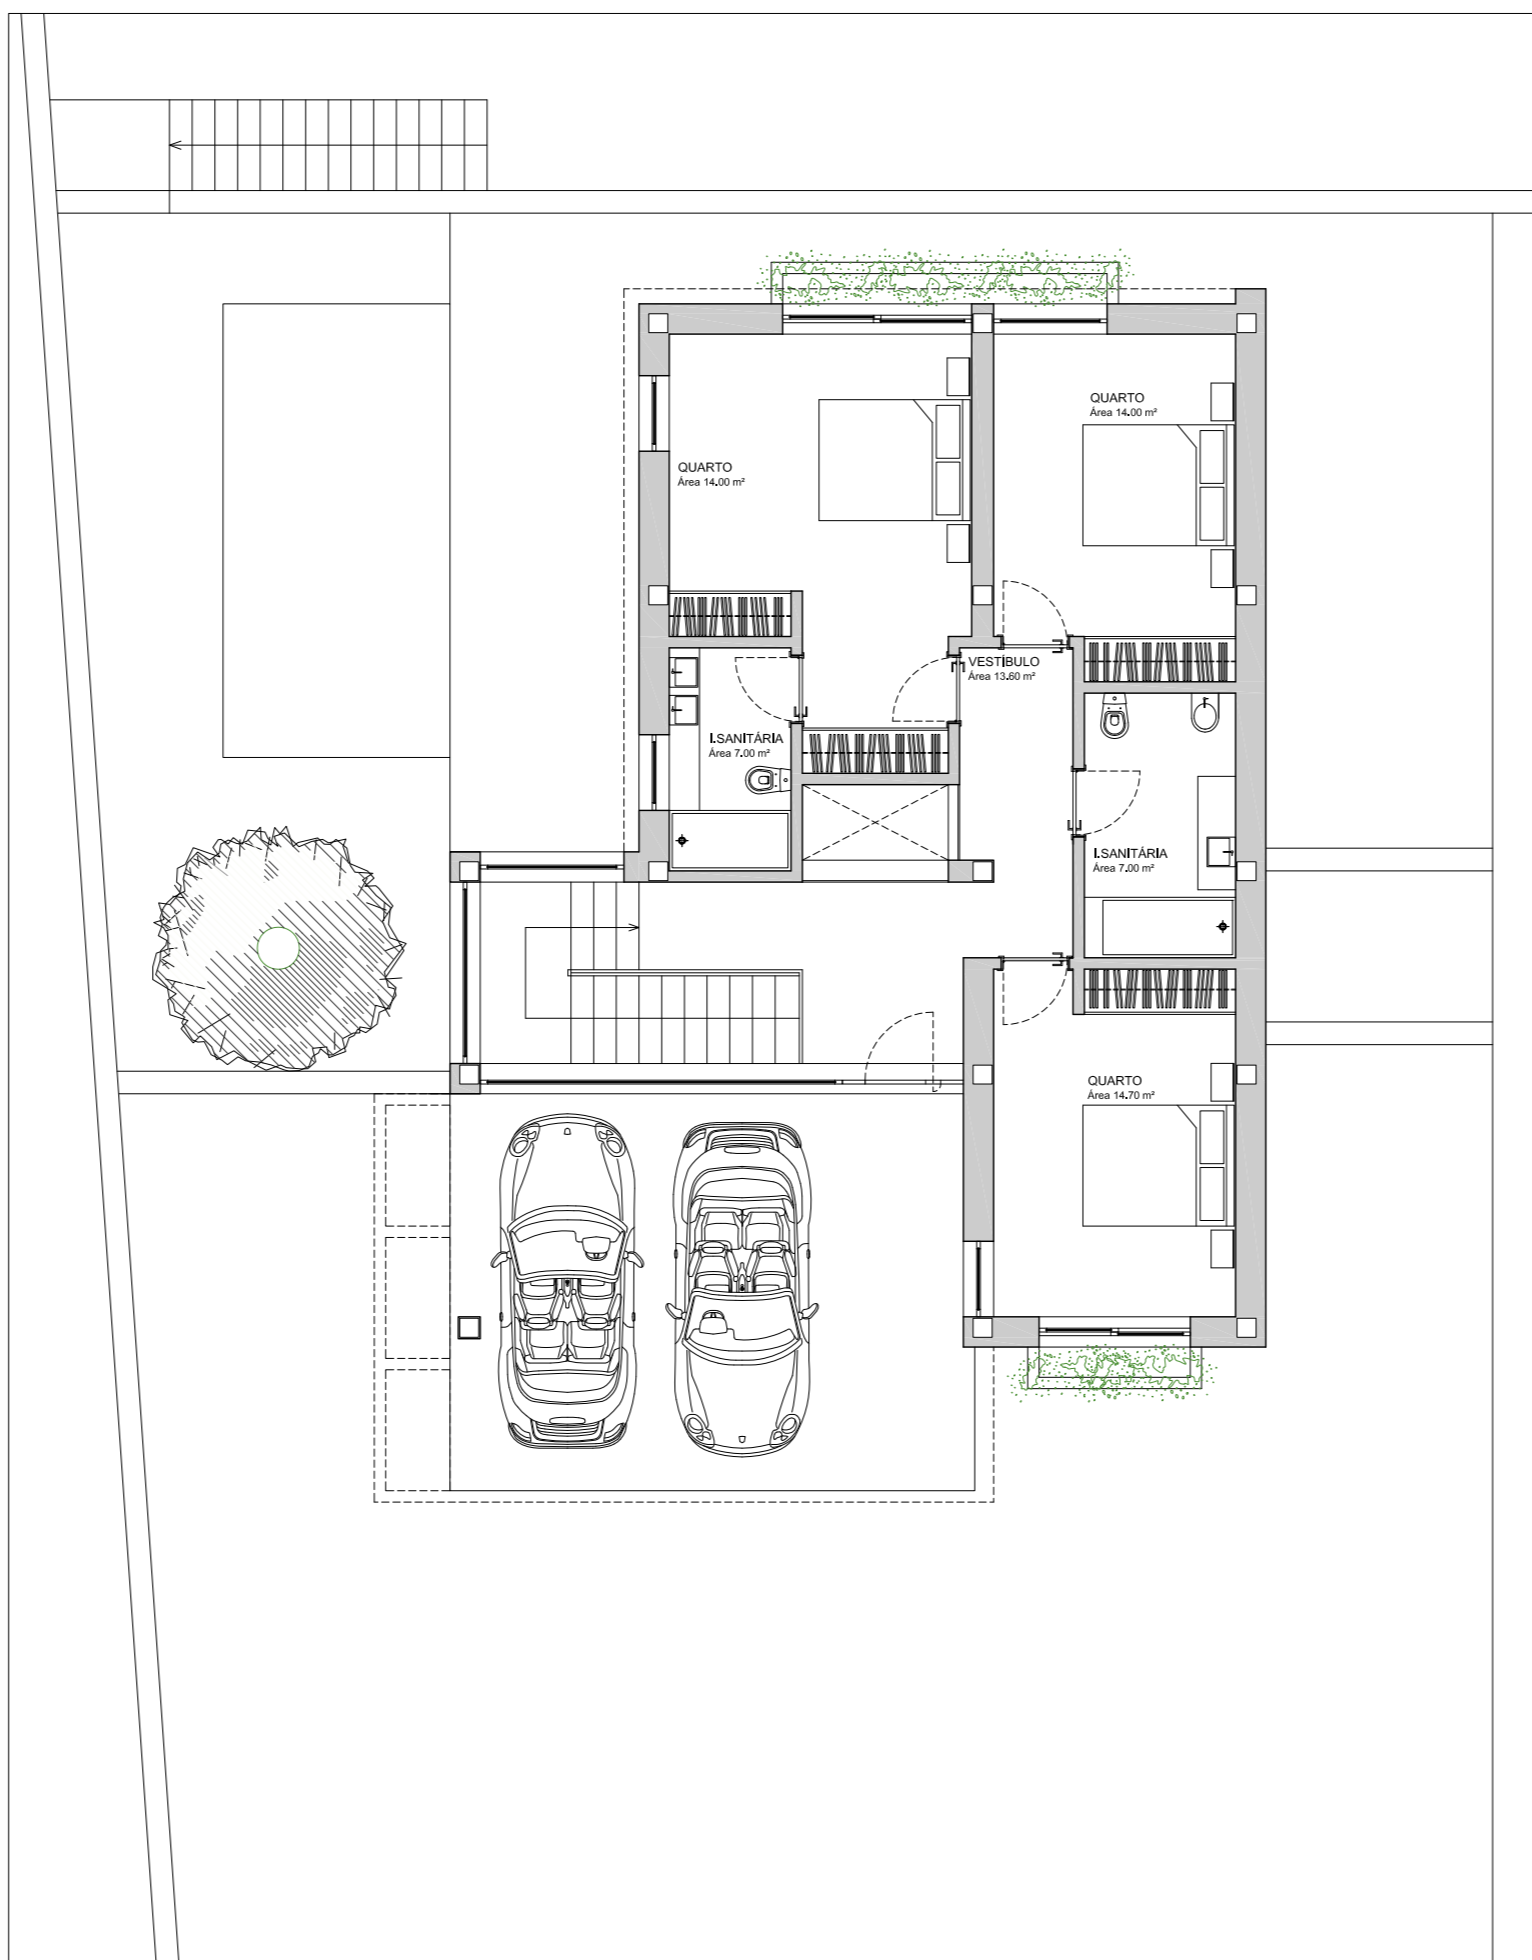 QUARTO
Área 14.00 m²
QUARTO
Área 14.00 m²
VESTÍBULO
Área 13.60 m²
I.SANITÁRIA
Área 7.00 m²
I.SANITÁRIA
Área 7.00 m²
QUARTO
Área 14.70 m²